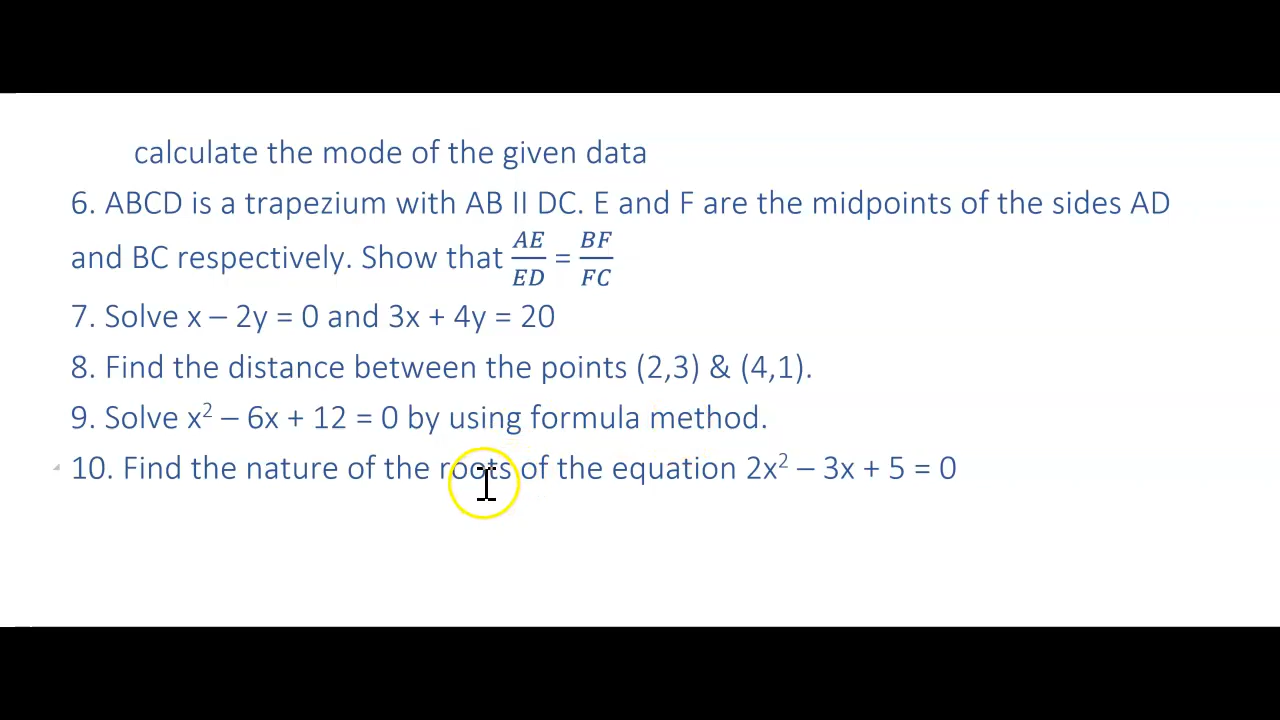 calculate the mode of the given data
6. ABCD is a trapezium with AB II DC. E and F are the midpoints of the sides AD
and BC respectively. Show that AE/ED = BF/FC
7. Solve x – 2y = 0 and 3x + 4y = 20
8. Find the distance between the points (2,3) & (4,1).
9. Solve x² – 6x + 12 = 0 by using formula method.
10. Find the nature of the roots of the equation 2x² – 3x + 5 = 0